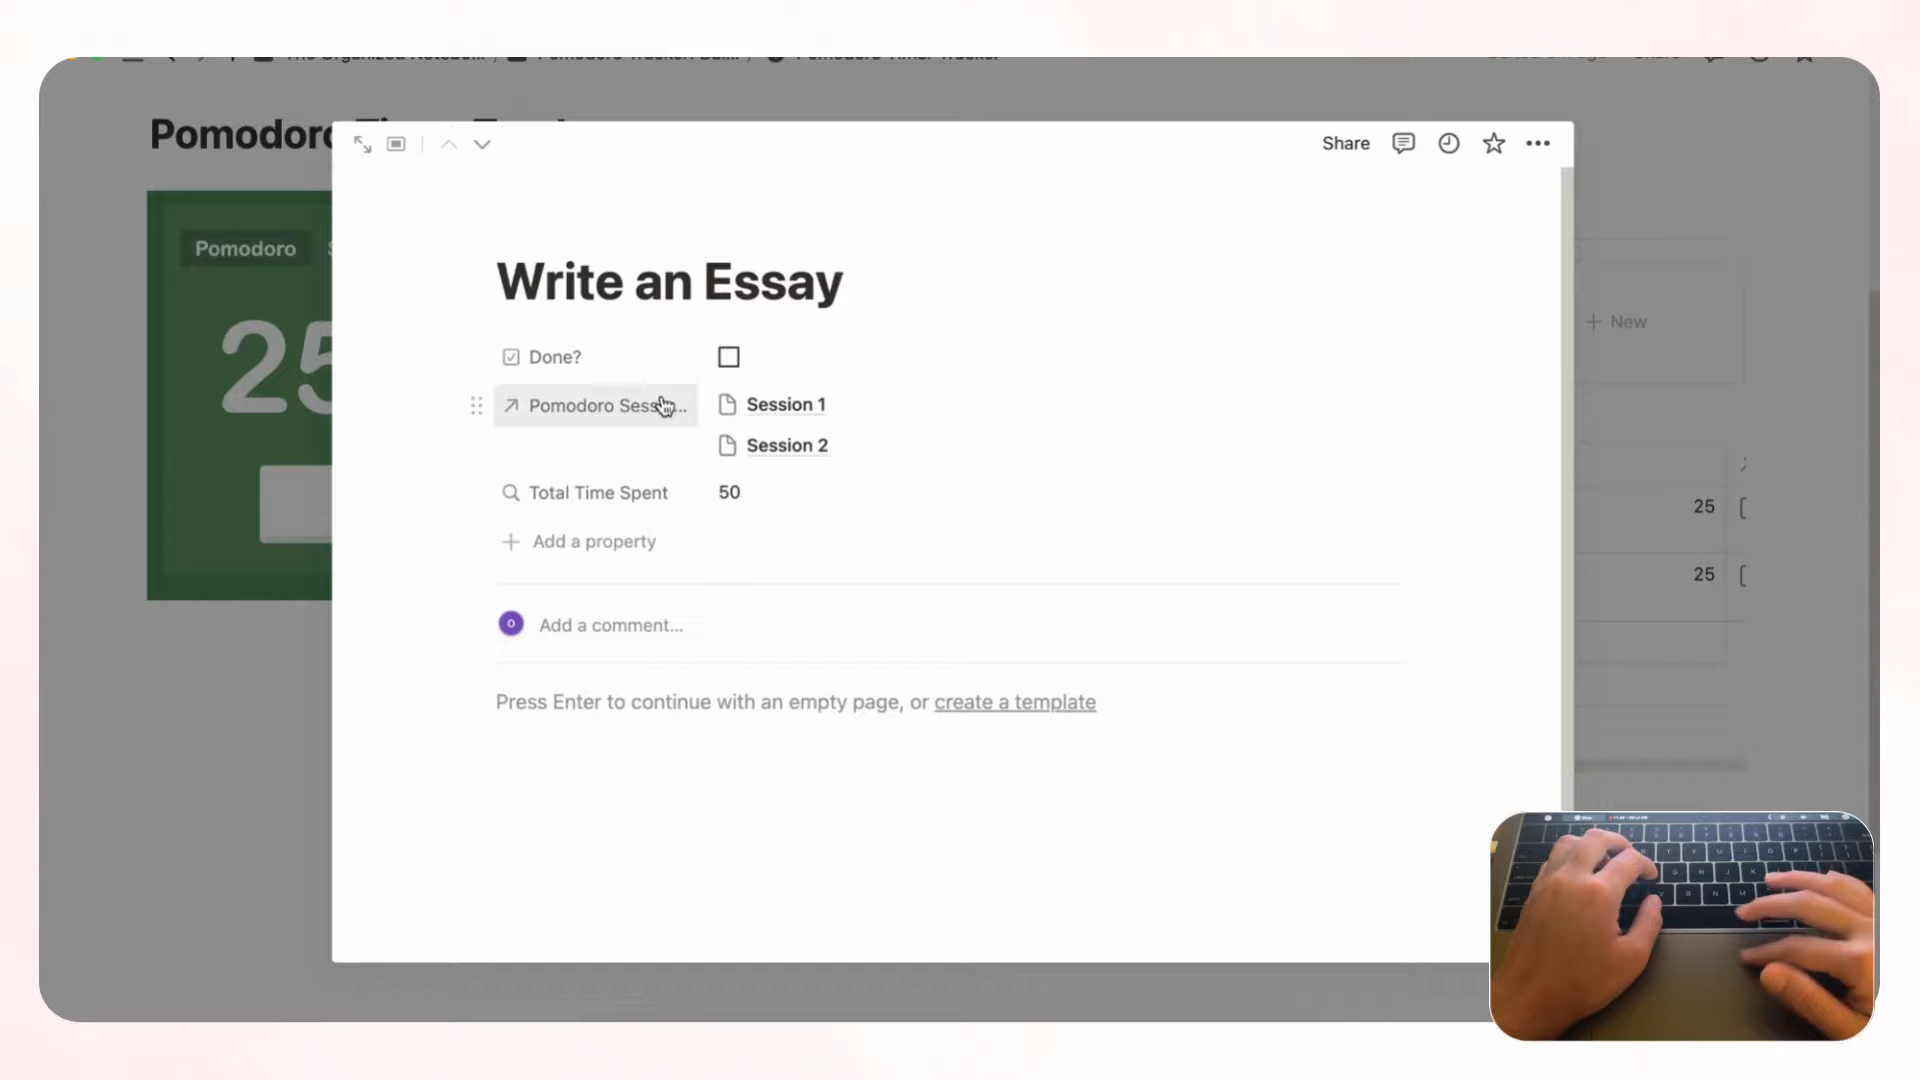 Pomodoro
Share
Pomodoro
Write an Essay
+ New
25
Done?
Pomodoro Sess...
Session 1
Session 2
Total Time Spent
50
25
Add a property
25
O
Add a comment...
Press Enter to continue with an empty page, or create a template